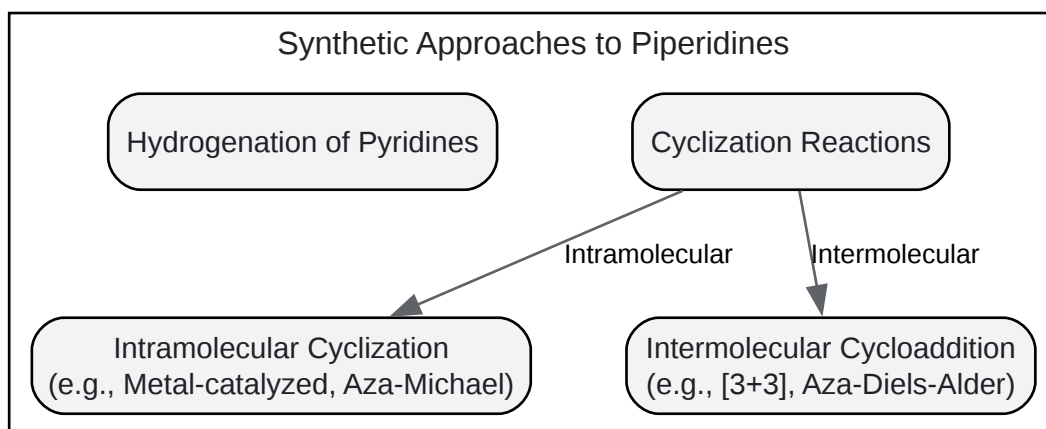 Synthetic Approaches to Piperidines
Hydrogenation of Pyridines
Cyclization Reactions
Intramolecular
Intermolecular
Intramolecular Cyclization
(e.g., Metal-catalyzed, Aza-Michael)
Intermolecular Cycloaddition
(e.g., [3+3], Aza-Diels-Alder)